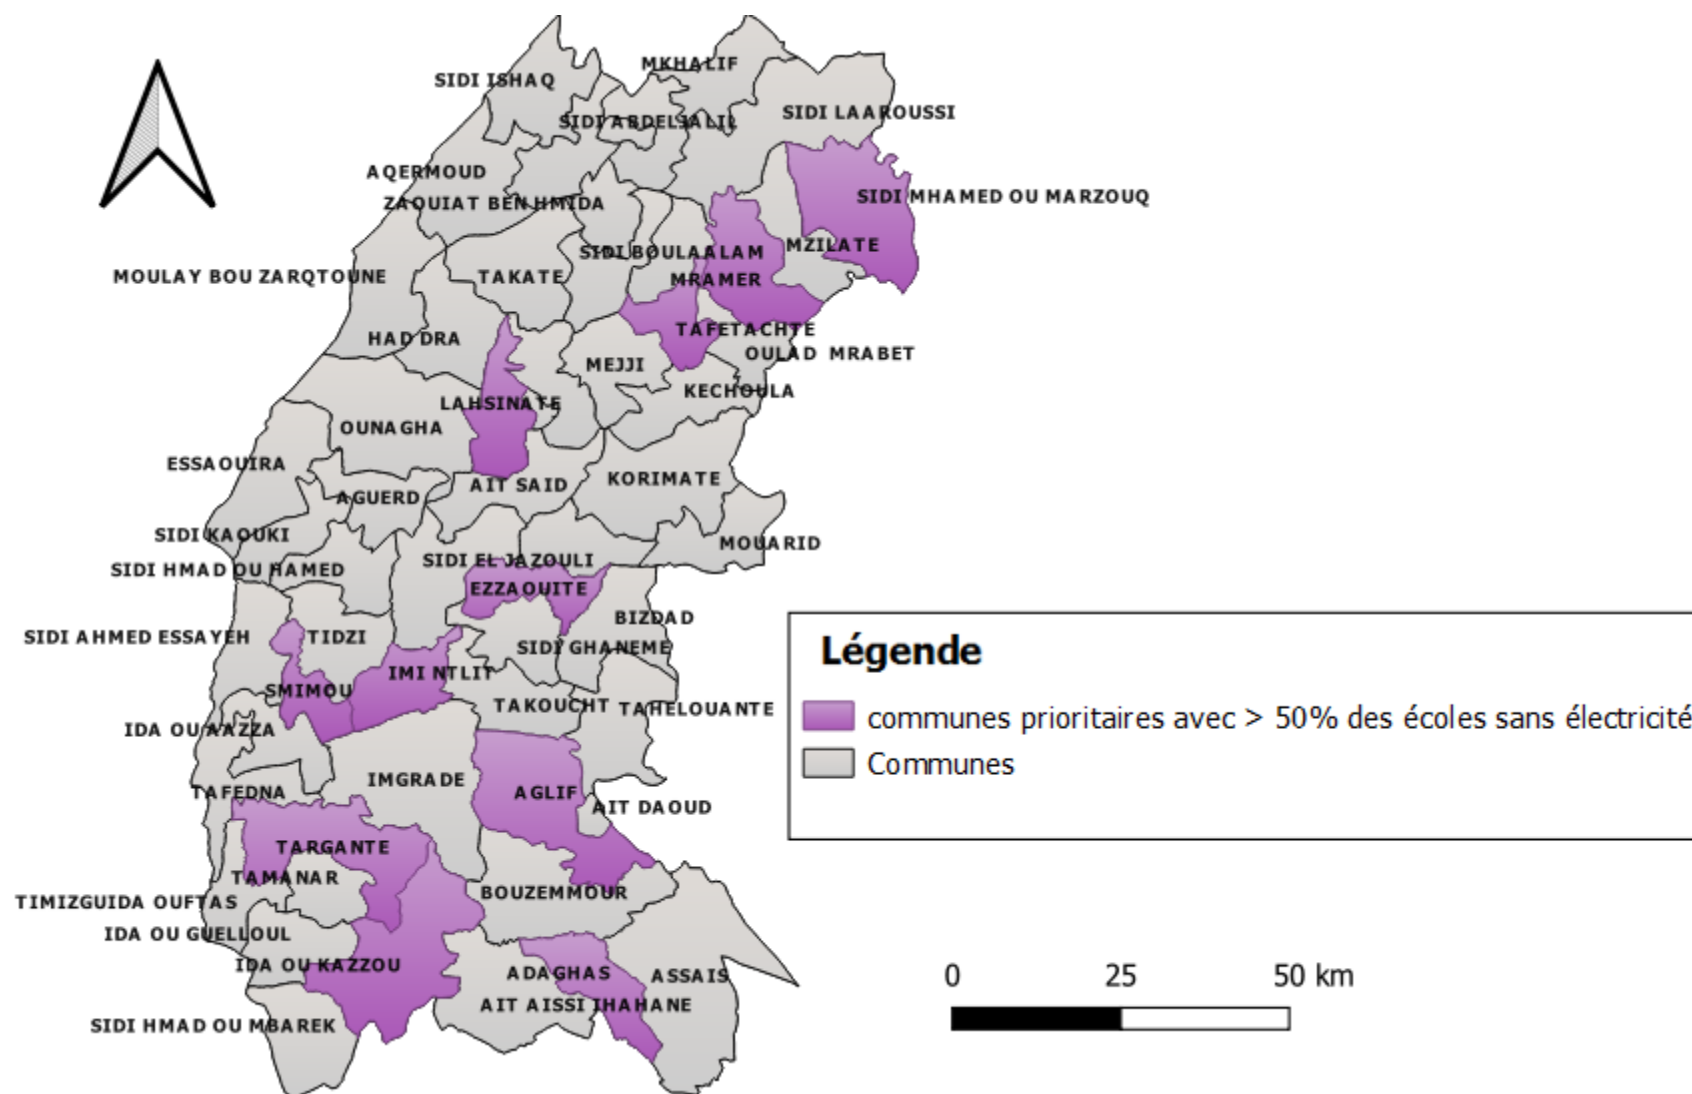 MKHALIF
SIDI ISHAQ
SIDI LAAROUSSI
SIDI ABDELJALIL
AQERMOUD
SIDI MHAMED OU MARZOUQ
ZAOUIAT BEN HMIDA
MZILATE
SIDI BOULAALAM
MOULAY BOU ZARQTOUNE
TAKATE
MRAMER
TAFETACHTE
HAD DRA
OULAD MRABET
MEJJI
KECHOULA
LAHSINATE
OUNAGHA
ESSAOUIRA
KORIMATE
AIT SAID
AGUERD
SIDI KAOUKI
MOUARID
SIDI EL JAZOULI
SIDI HMAD OU HAMED
EZZAOUITE
BIZDAD
SIDI AHMED ESSAYEH
TIDZI
SIDI GHANEME
IMI NTLIT
SMIMOU
TAKOUCHT
TAHELOUANTE
IDA OU AAZZA
IMGRADE
TAFEDNA
AGLIF
AIT DAOUD
TARGANTE
TAMANAR
BOUZEMMOUR
TIMIZGUIDA OUFTAS
IDA OU GUELLOUL
IDA OU KAZZOU
ADAGHAS
ASSAIS
AIT AISSI IHAHANE
SIDI HMAD OU MBAREK
Légende
communes prioritaires avec > 50% des écoles sans électricité
Communes
0 25 50 km